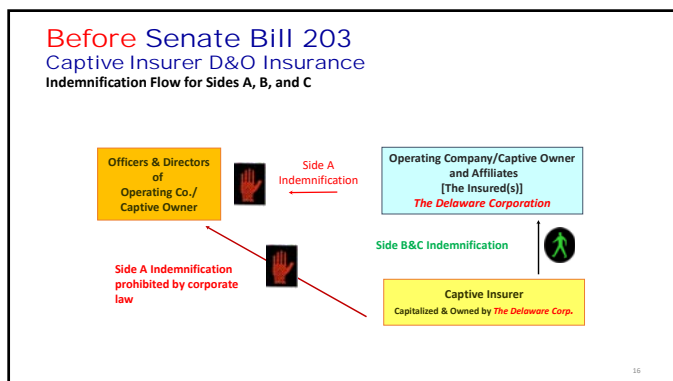 Before Senate Bill 203
Captive Insurer D&O Insurance
Indemnification Flow for Sides A, B, and C
Officers & Directors
of
Operating Co./
Captive Owner
Side A
Indemnification
Operating Company/Captive Owner
and Affiliates
[The Insured(s)]
The Delaware Corporation
Side B&C Indemnification
Side A Indemnification
prohibited by corporate
law
Captive Insurer
Capitalized & Owned by The Delaware Corp.
16